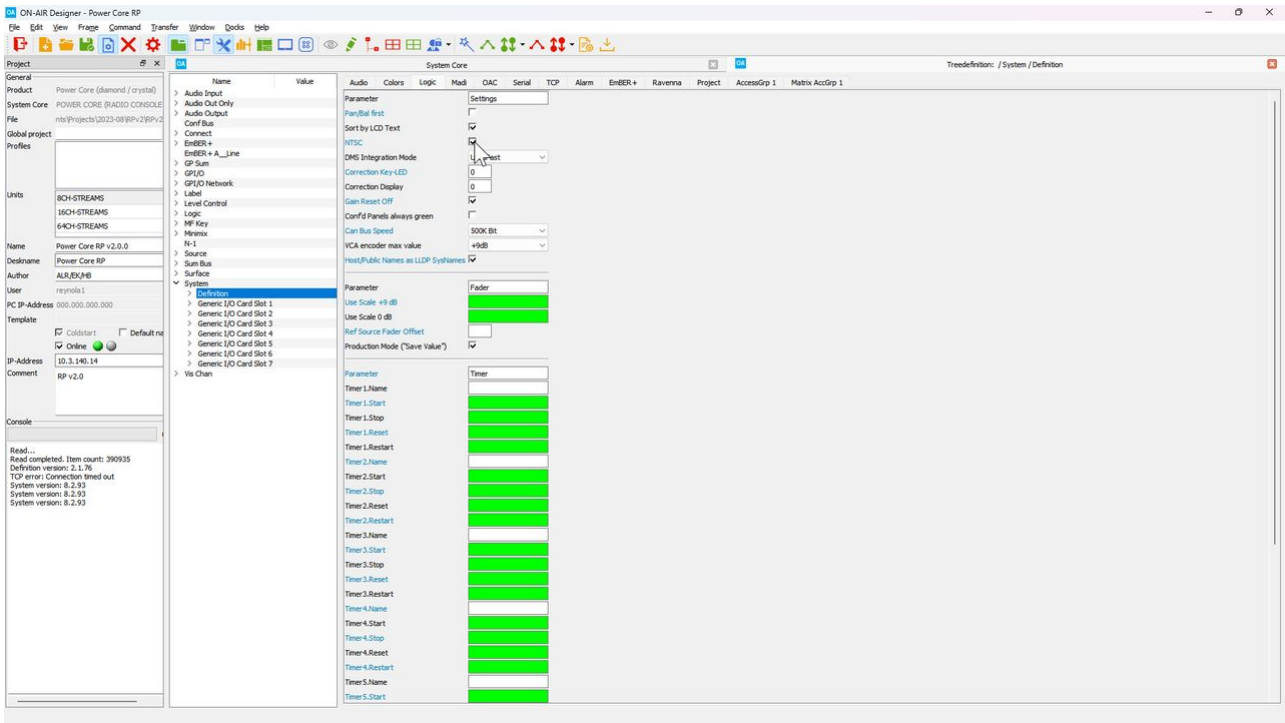 ON-AIR Designer - Power Core RP
File Edit View Frame Command Transfer Window Docks Help
Project
General
Product Power Core (diamond / crystal)
System Core POWER CORE (RADIO CONSOLE
File nts\Projects\2023-08\RPv2\RPv2
Global project
Profiles
Units
8CH-STREAMS
16CH-STREAMS
64CH-STREAMS
Name Power Core RP v2.0.0
Deskname Power Core RP
Author ALR/EK/HB
User reynola1
PC IP-Address 000.000.000.000
Template
Coldstart Default na
Online
IP-Address 10.3.140.14
Comment RP v2.0
Console
Read...
Read completed. Item count: 390935
Definition version: 2.1.76
TCP error: Connection timed out
System version: 8.2.93
System version: 8.2.93
System version: 8.2.93
System Core
Treedefinition: / System / Definition
Name Value
Audio Input
Audio Out Only
Audio Output
Conf Bus
Connect
EmBER+
EmBER+ A__Line
GP Sum
GPI/O
GPI/O Network
Label
Level Control
Logic
MF Key
Minimix
N-1
Source
Sum Bus
Surface
System
Definition
Generic I/O Card Slot 1
Generic I/O Card Slot 2
Generic I/O Card Slot 3
Generic I/O Card Slot 4
Generic I/O Card Slot 5
Generic I/O Card Slot 6
Generic I/O Card Slot 7
Vis Chan
Audio Colors Logic Madi OAC Serial TCP Alarm EmBER+ Ravenna Project AccessGrp 1 Matrix AccGrp 1
Parameter Settings
Pan/Bal first
Sort by LCD Text
NTSC
DMS Integration Mode
Correction Key-LED 0
Correction Display 0
Gain Reset Off
Conf'd Panels always green
Can Bus Speed 500K Bit
VCA encoder max value +9dB
Host/Public Names as LLDP SysNames
Parameter Fader
Use Scale +9 dB
Use Scale 0 dB
Ref Source Fader Offset
Production Mode ("Save Value")
Parameter Timer
Timer1.Name
Timer1.Start
Timer1.Stop
Timer1.Reset
Timer1.Restart
Timer2.Name
Timer2.Start
Timer2.Stop
Timer2.Reset
Timer2.Restart
Timer3.Name
Timer3.Start
Timer3.Stop
Timer3.Reset
Timer3.Restart
Timer4.Name
Timer4.Start
Timer4.Stop
Timer4.Reset
Timer4.Restart
Timer5.Name
Timer5.Start